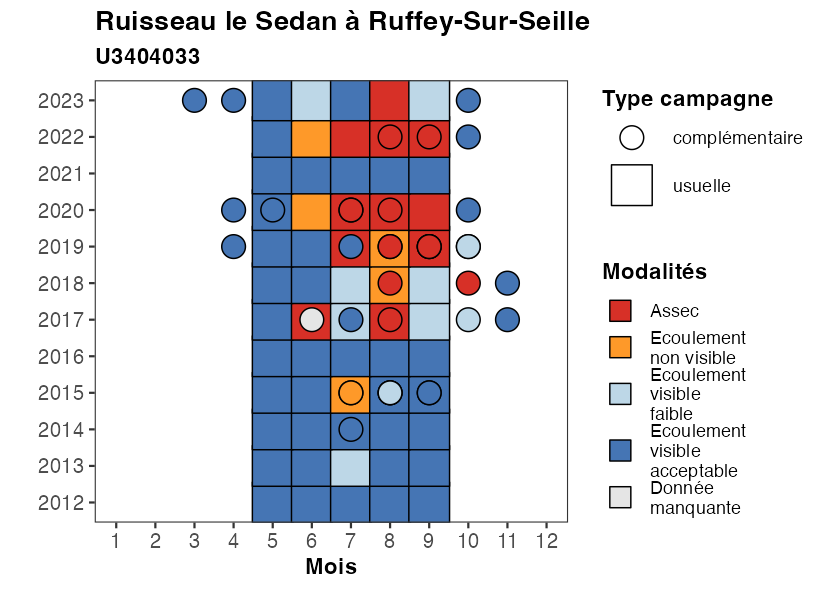 Ruisseau le Sedan à Ruffey-Sur-Seille
U3404033
2023
2022
2021
2020
2019
2018
2017
2016
2015
2014
2013
2012
1 2 3 4 5 6 7 8 9 10 11 12
Mois
Type campagne
complémentaire
usuelle
Modalités
Assec
Ecoulement
non visible
Ecoulement
visible
faible
Ecoulement
visible
acceptable
Donnée
manquante